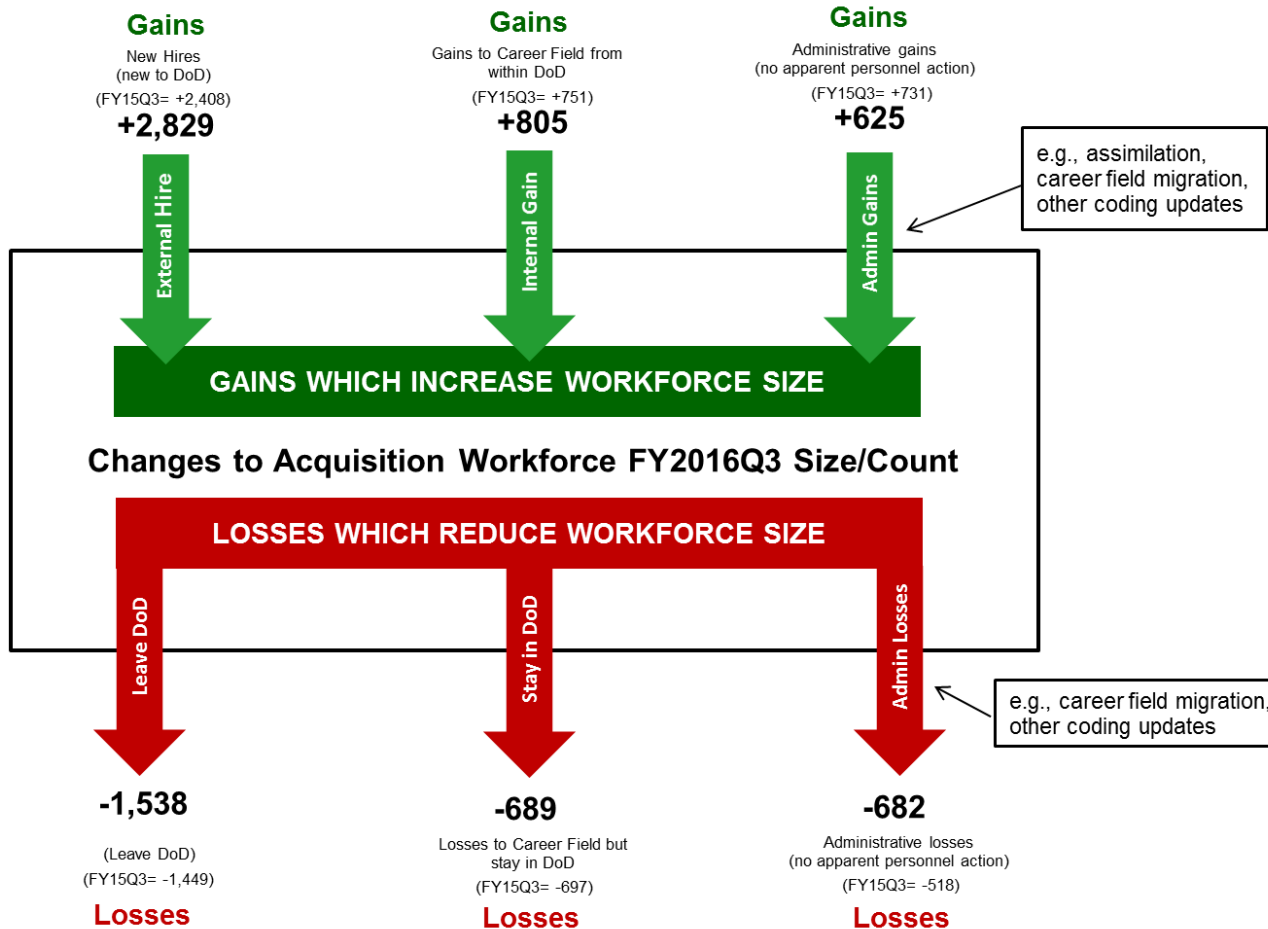 Gains
New Hires
(new to DoD)
(FY15Q3= +2,408)
+2,829
Gains
Gains to Career Field from
within DoD
(FY15Q3= +751)
+805
Gains
Administrative gains
(no apparent personnel action)
(FY15Q3= +731)
+625
e.g., assimilation,
career field migration,
other coding updates
External Hire
Internal Gain
Admin Gains
GAINS WHICH INCREASE WORKFORCE SIZE
Changes to Acquisition Workforce FY2016Q3 Size/Count
LOSSES WHICH REDUCE WORKFORCE SIZE
Leave DoD
Stay in DoD
Admin Losses
e.g., career field migration,
other coding updates
-1,538
(Leave DoD)
(FY15Q3= -1,449)
Losses
-689
Losses to Career Field but
stay in DoD
(FY15Q3= -697)
Losses
-682
Administrative losses
(no apparent personnel action)
(FY15Q3= -518)
Losses